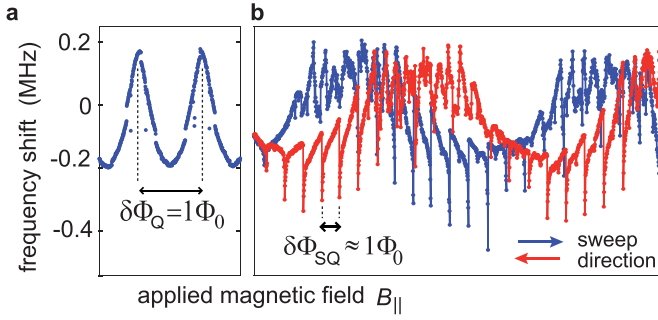 a
b
0.2
0
-0.2
-0.4
frequency shift (MHz)
δΦQ=1Φ0
δΦSQ≈1Φ0
sweep
direction
applied magnetic field B||